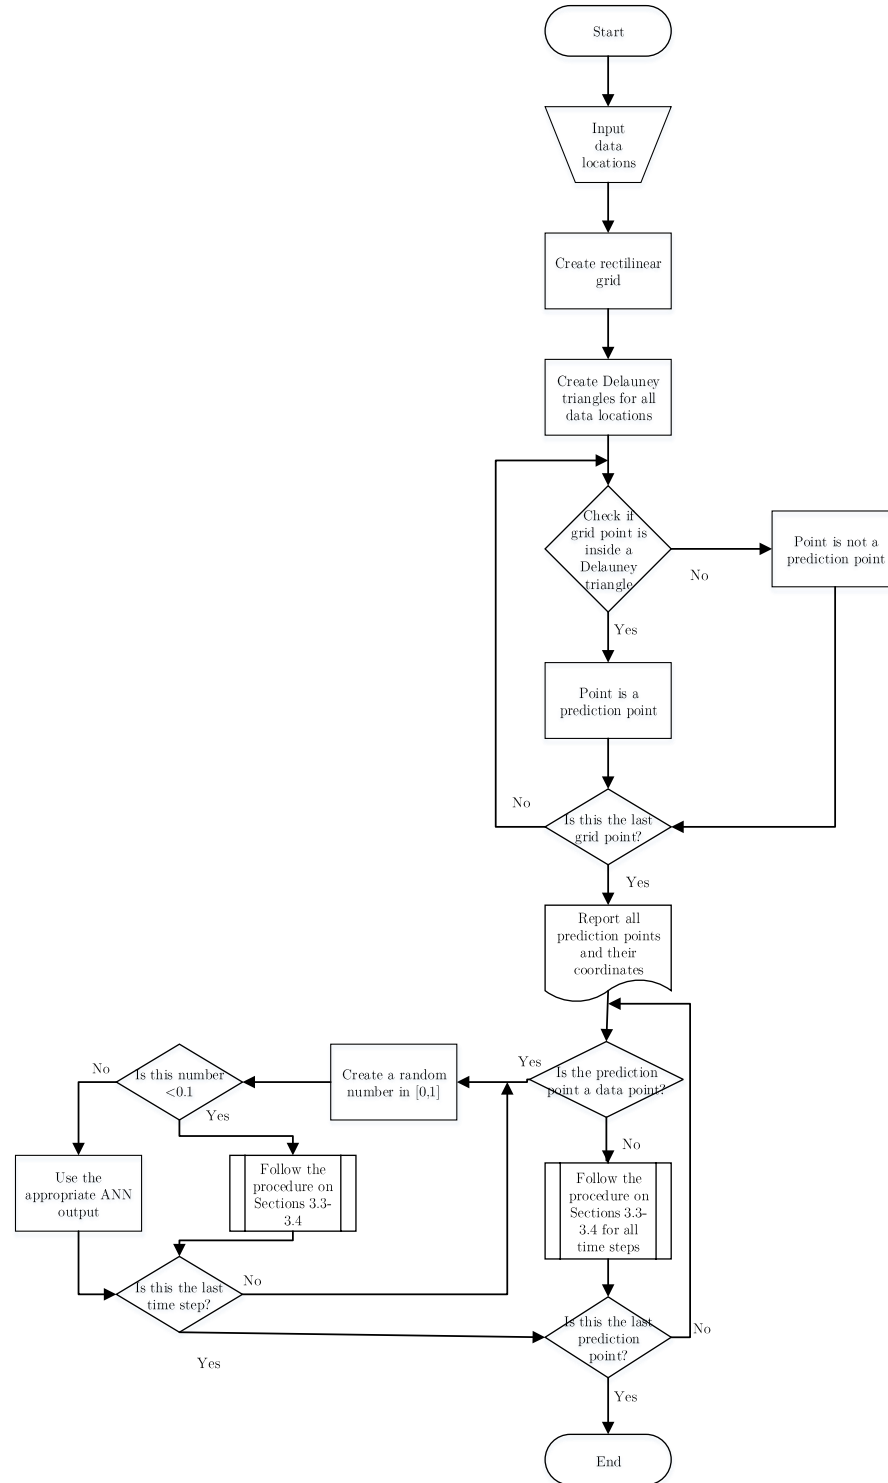 Start
Input
data
locations
Create rectilinear
grid
Create Delauney
triangles for all
data locations
Check if
grid point is
inside a
Delauney
triangle
No
Point is not a
prediction point
Yes
Point is a
prediction point
No
Is this the last
grid point?
Yes
Report all
prediction points
and their
coordinates
Is the prediction
point a data point?
Yes
Create a random
number in [0,1]
Is this number
<0.1
No
Yes
Use the
appropriate ANN
output
Follow the
procedure on
Sections 3.3-
3.4
No
Follow the
procedure on
Sections 3.3-
3.4 for all
time steps
Is this the last
time step?
No
Yes
Is this the last
prediction
point?
No
Yes
End